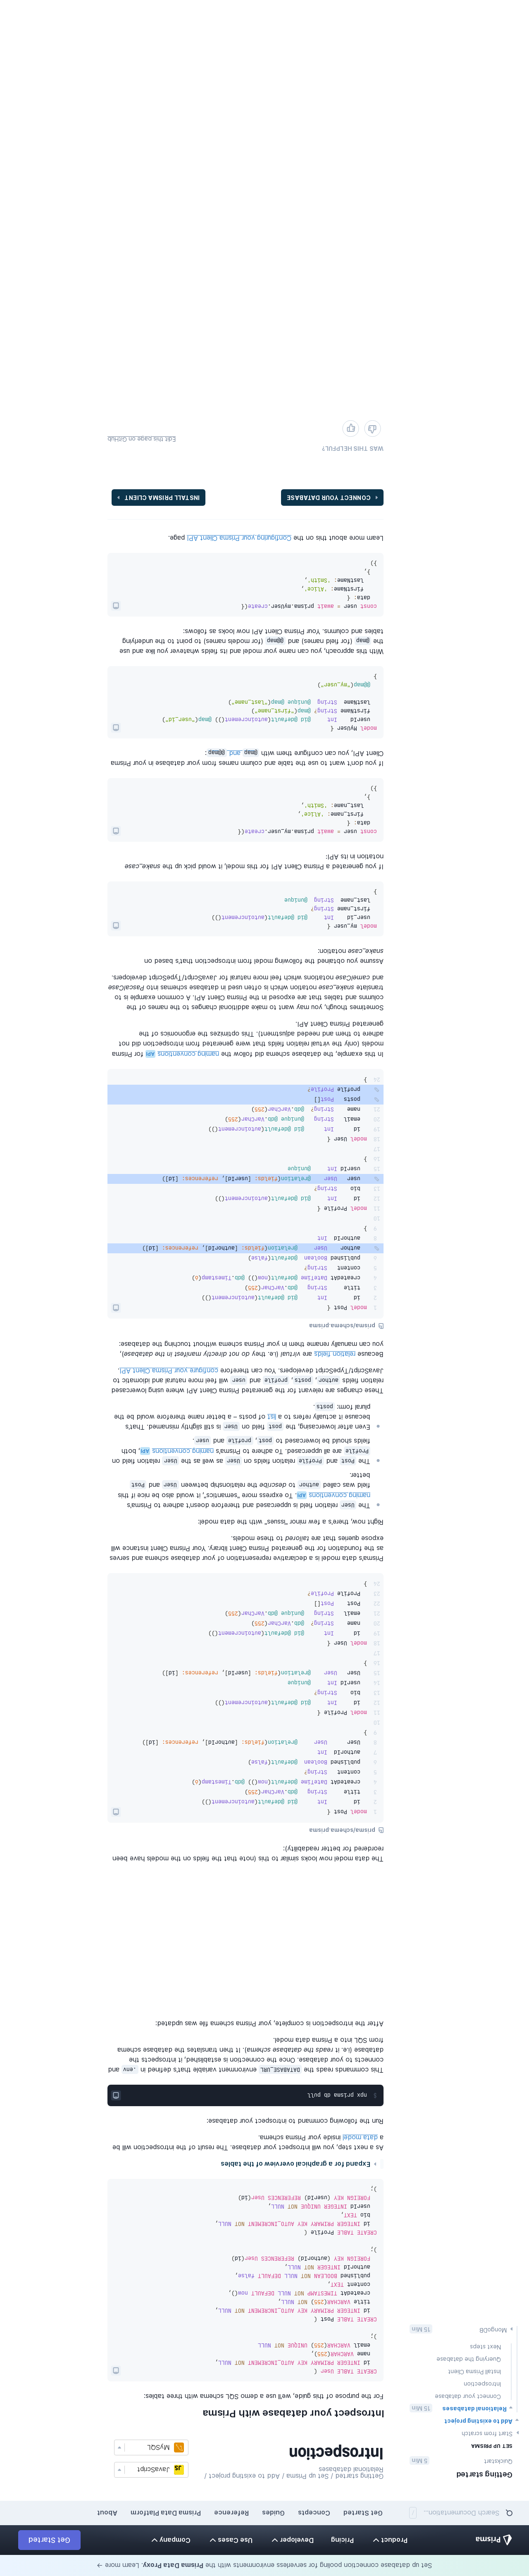 Set up database connection pooling for serverless environments with the Prisma Data Proxy. Learn more →
Prisma
Product
Pricing
Developer
Use Cases
Company
Get Started
Search Documentation...
/
Get Started
Concepts
Guides
Reference
Prisma Data Platform
About
Getting started
Quickstart
5 Min
SET UP PRISMA
Start from scratch
Add to existing project
Relational databases
15 Min
Connect your database
Introspection
Install Prisma Client
Querying the database
Next steps
MongoDB
15 Min
Getting started / Set up Prisma / Add to existing project /
Relational databases
Introspection
JavaScript
MySQL
Introspect your database with Prisma
For the purpose of this guide, we'll use a demo SQL schema with three tables:
CREATE TABLE User (
id INTEGER PRIMARY KEY AUTO_INCREMENT NOT NULL,
name VARCHAR(255),
email VARCHAR(255) UNIQUE NOT NULL
);
CREATE TABLE Post (
id INTEGER PRIMARY KEY AUTO_INCREMENT NOT NULL,
title VARCHAR(255) NOT NULL,
createdAt TIMESTAMP NOT NULL DEFAULT now(),
content TEXT,
published BOOLEAN NOT NULL DEFAULT false,
authorId INTEGER NOT NULL,
FOREIGN KEY (authorId) REFERENCES User(id)
);
CREATE TABLE Profile (
id INTEGER PRIMARY KEY AUTO_INCREMENT NOT NULL,
bio TEXT,
userId INTEGER UNIQUE NOT NULL,
FOREIGN KEY (userId) REFERENCES User(id)
);
Expand for a graphical overview of the tables
As a next step, you will introspect your database. The result of the introspection will be
a data model inside your Prisma schema.
Run the following command to introspect your database:
npx prisma db pull
This commands reads the DATABASE_URL environment variable that's defined in .env and
connects to your database. Once the connection is established, it introspects the
database (i.e. it reads the database schema). It then translates the database schema
from SQL into a Prisma data model.
After the introspection is complete, your Prisma schema file was updated:
The data model now looks similar to this (note that the fields on the models have been
reordered for better readability):
prisma/schema.prisma
1 model Post {
2 id Int @id @default(autoincrement())
3 title String @db.VarChar(255)
4 createdAt DateTime @default(now()) @db.Timestamp(0)
5 content String?
6 published Boolean @default(false)
7 authorId Int
8 User User @relation(fields: [authorId], references: [id])
9 }
10
11 model Profile {
12 id Int @id @default(autoincrement())
13 bio String?
14 userId Int @unique
15 User User @relation(fields: [userId], references: [id])
16 }
17
18 model User {
19 id Int @id @default(autoincrement())
20 name String? @db.VarChar(255)
21 email String @unique @db.VarChar(255)
22 Post Post[]
23 Profile Profile?
24 }
Prisma's data model is a declarative representation of your database schema and serves
as the foundation for the generated Prisma Client library. Your Prisma Client instance will
expose queries that are tailored to these models.
Right now, there's a few minor "issues" with the data model:
The User relation field is uppercased and therefore doesn't adhere to Prisma's
naming conventions API. To express more "semantics", it would also be nice if this
field was called author to describe the relationship between User and Post
better.
The Post and Profile relation fields on User as well as the User relation field on
Profile are all uppercased. To adhere to Prisma's naming conventions API, both
fields should be lowercased to post, profile and user.
Even after lowercasing, the post field on User is still slightly misnamed. That's
because it actually refers to a list of posts – a better name therefore would be the
plural form: posts.
These changes are relevant for the generated Prisma Client API where using lowercased
relation fields author, posts, profile and user will feel more natural and idiomatic to
JavaScript/TypeScript developers. You can therefore configure your Prisma Client API.
Because relation fields are virtual (i.e. they do not directly manifest in the database),
you can manually rename them in your Prisma schema without touching the database:
prisma/schema.prisma
1 model Post {
2 id Int @id @default(autoincrement())
3 title String @db.VarChar(255)
4 createdAt DateTime @default(now()) @db.Timestamp(0)
5 content String?
6 published Boolean @default(false)
author User @relation(fields: [authorId], references: [id])
8 authorId Int
9 }
10
11 model Profile {
12 id Int @id @default(autoincrement())
13 bio String?
user User @relation(fields: [userId], references: [id])
15 userId Int @unique
16 }
17
18 model User {
19 id Int @id @default(autoincrement())
20 email String @unique @db.VarChar(255)
21 name String? @db.VarChar(255)
posts Post[]
profile Profile?
24 }
In this example, the database schema did follow the naming conventions API for Prisma
models (only the virtual relation fields that were generated from introspection did not
adhere to them and needed adjustment). This optimizes the ergonomics of the
generated Prisma Client API.
Sometimes though, you may want to make additional changes to the names of the
columns and tables that are exposed in the Prisma Client API. A common example is to
translate snake_case notation which is often used in database schemas into PascalCase
and camelCase notations which feel more natural for JavaScript/TypeScript developers.
Assume you obtained the following model from introspection that's based on
snake_case notation:
model my_user {
user_id Int @id @default(autoincrement())
first_name String?
last_name String @unique
}
If you generated a Prisma Client API for this model, it would pick up the snake_case
notation in its API:
const user = await prisma.my_user.create({
data: {
first_name: 'Alice',
last_name: 'Smith',
},
})
If you don't want to use the table and column names from your database in your Prisma
Client API, you can configure them with @map and @@map:
model MyUser {
userId Int @id @default(autoincrement()) @map("user_id")
firstName String? @map("first_name")
lastName String @unique @map("last_name")
@@map("my_user")
}
With this approach, you can name your model and its fields whatever you like and use
the @map (for field names) and @@map (for models names) to point to the underlying
tables and columns. Your Prisma Client API now looks as follows:
const user = await prisma.myUser.create({
data: {
firstName: 'Alice',
lastName: 'Smith',
},
})
Learn more about this on the Configuring your Prisma Client API page.
CONNECT YOUR DATABASE
INSTALL PRISMA CLIENT
WAS THIS HELPFUL?
Edit this page on GitHub